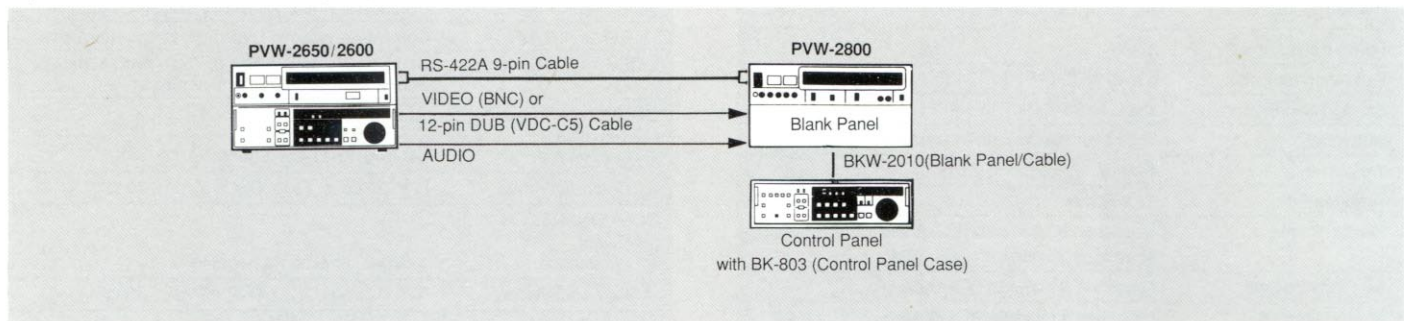 PVW-2650/2600
PVW-2800
RS-422A 9-pin Cable
VIDEO (BNC) or
12-pin DUB (VDC-C5) Cable
AUDIO
Blank Panel
BKW-2010(Blank Panel/Cable)
Control Panel
with BK-803 (Control Panel Case)